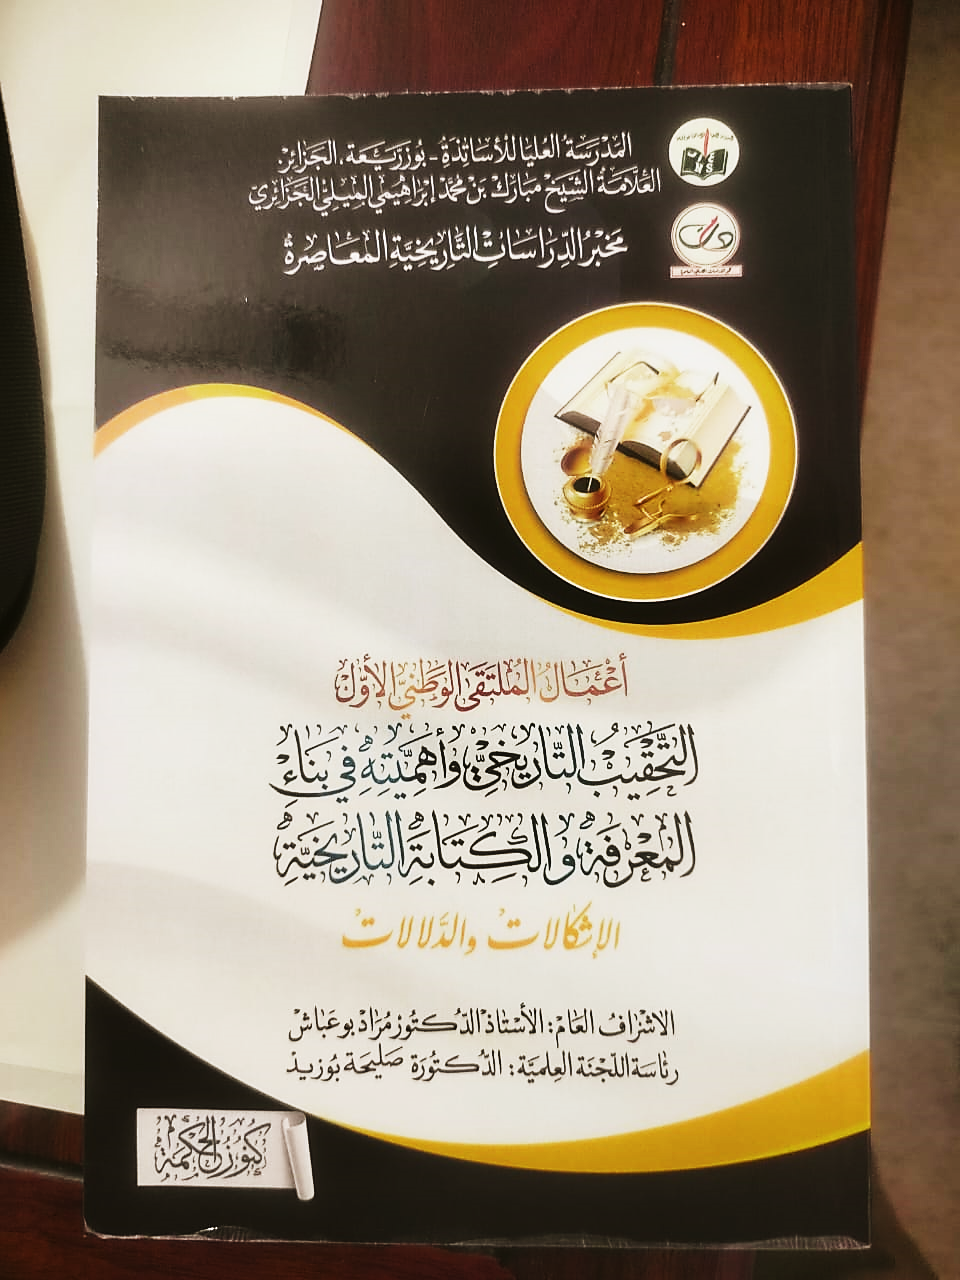 المدرسة العليا للأساتذة - بوزريعة، الجزائر
العلامة الشيخ مبارك بن محمد إبراهيمي الميلي الجزائري
مخبر الدراسات التاريخية المعاصرة
أعمال الملتقى الوطني الأول
التحقيب التاريخي وأهميته في بناء
المعرفة والكتابة التاريخية
الإشكالات والدلالات
الاشراف العام: الأستاذ الدكتور مراد بوعباش
رئاسة اللجنة العلمية: الدكتورة صليحة بوزيد
كنوز الحكمة